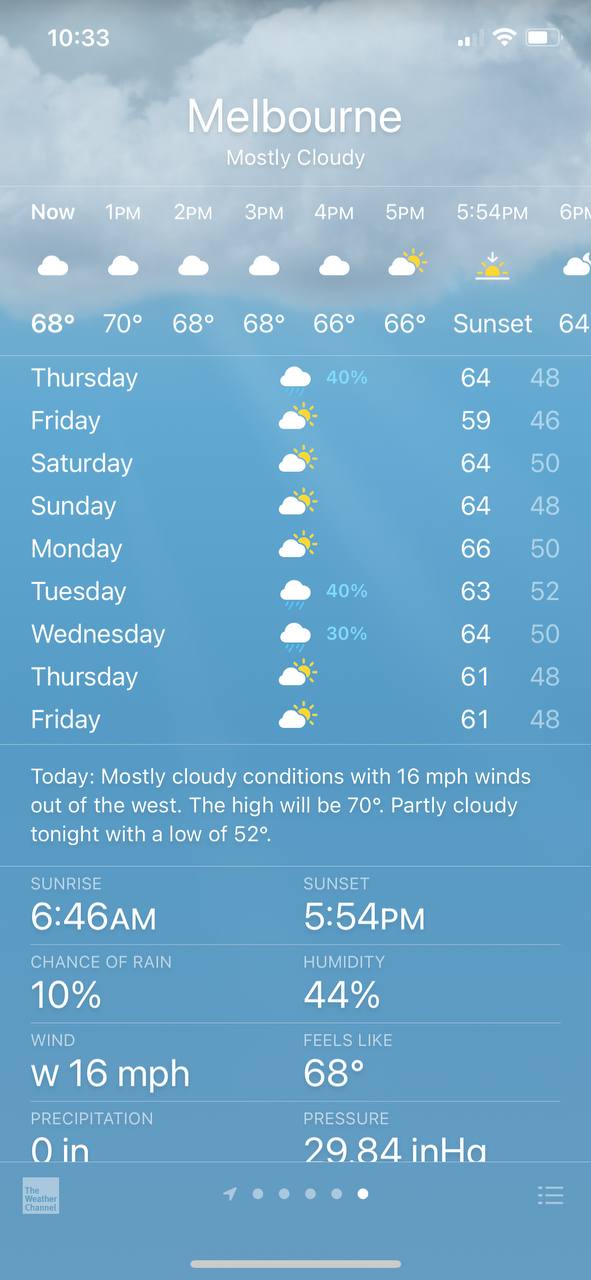 10:33
Melbourne
Mostly Cloudy
Now 1PM 2PM 3PM 4PM 5PM 5:54PM 6PM
68° 70° 68° 68° 66° 66° Sunset 64
Thursday 40% 64 48
Friday 59 46
Saturday 64 50
Sunday 64 48
Monday 66 50
Tuesday 40% 63 52
Wednesday 30% 64 50
Thursday 61 48
Friday 61 48
Today: Mostly cloudy conditions with 16 mph winds
out of the west. The high will be 70°. Partly cloudy
tonight with a low of 52°.
SUNRISE SUNSET
6:46AM 5:54PM
CHANCE OF RAIN HUMIDITY
10% 44%
WIND FEELS LIKE
w 16 mph 68°
PRECIPITATION PRESSURE
0 in 29.84 inHg
The
Weather
Channel